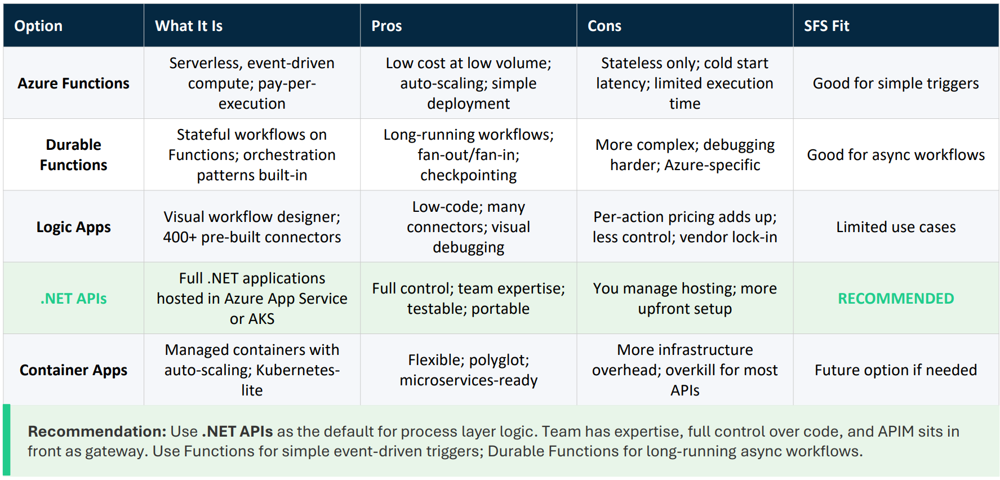 Option
What It Is
Pros
Cons
SFS Fit
Azure Functions
Serverless, event-driven
compute; pay-per-
execution
Low cost at low volume;
auto-scaling; simple
deployment
Stateless only; cold start
latency; limited execution
time
Good for simple triggers
Durable
Functions
Stateful workflows on
Functions; orchestration
patterns built-in
Long-running workflows;
fan-out/fan-in;
checkpointing
More complex; debugging
harder; Azure-specific
Good for async workflows
Logic Apps
Visual workflow designer;
400+ pre-built connectors
Low-code; many
connectors; visual
debugging
Per-action pricing adds up;
less control; vendor lock-in
Limited use cases
.NET APIs
Full .NET applications
hosted in Azure App Service
or AKS
Full control; team expertise;
testable; portable
You manage hosting; more
upfront setup
RECOMMENDED
Container Apps
Managed containers with
auto-scaling; Kubernetes-
lite
Flexible; polyglot;
microservices-ready
More infrastructure
overhead; overkill for most
APIs
Future option if needed
Recommendation: Use .NET APIs as the default for process layer logic. Team has expertise, full control over code, and APIM sits in
front as gateway. Use Functions for simple event-driven triggers; Durable Functions for long-running async workflows.